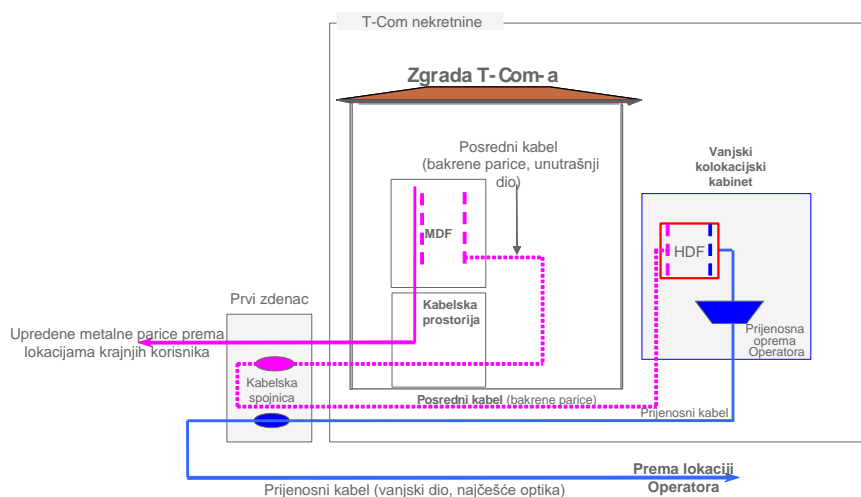 T-Com nekretnine
Zgrada T-Com-a
Posredni kabel
(bakrene parice, unutrašnji
dio)
Vanjski
kolokacijski
kabinet
MDF
HDF
Prvi zdenac
Kabelska
prostorija
Upredene metalne parice prema
lokacijama krajnjih korisnika
Prijenosna
oprema
Operatora
Kabelska
spojnica
Posredni kabel (bakrene parice)
Prijenosni kabel
Prema lokaciji
Operatora
Prijenosni kabel (vanjski dio, najčešće optika)